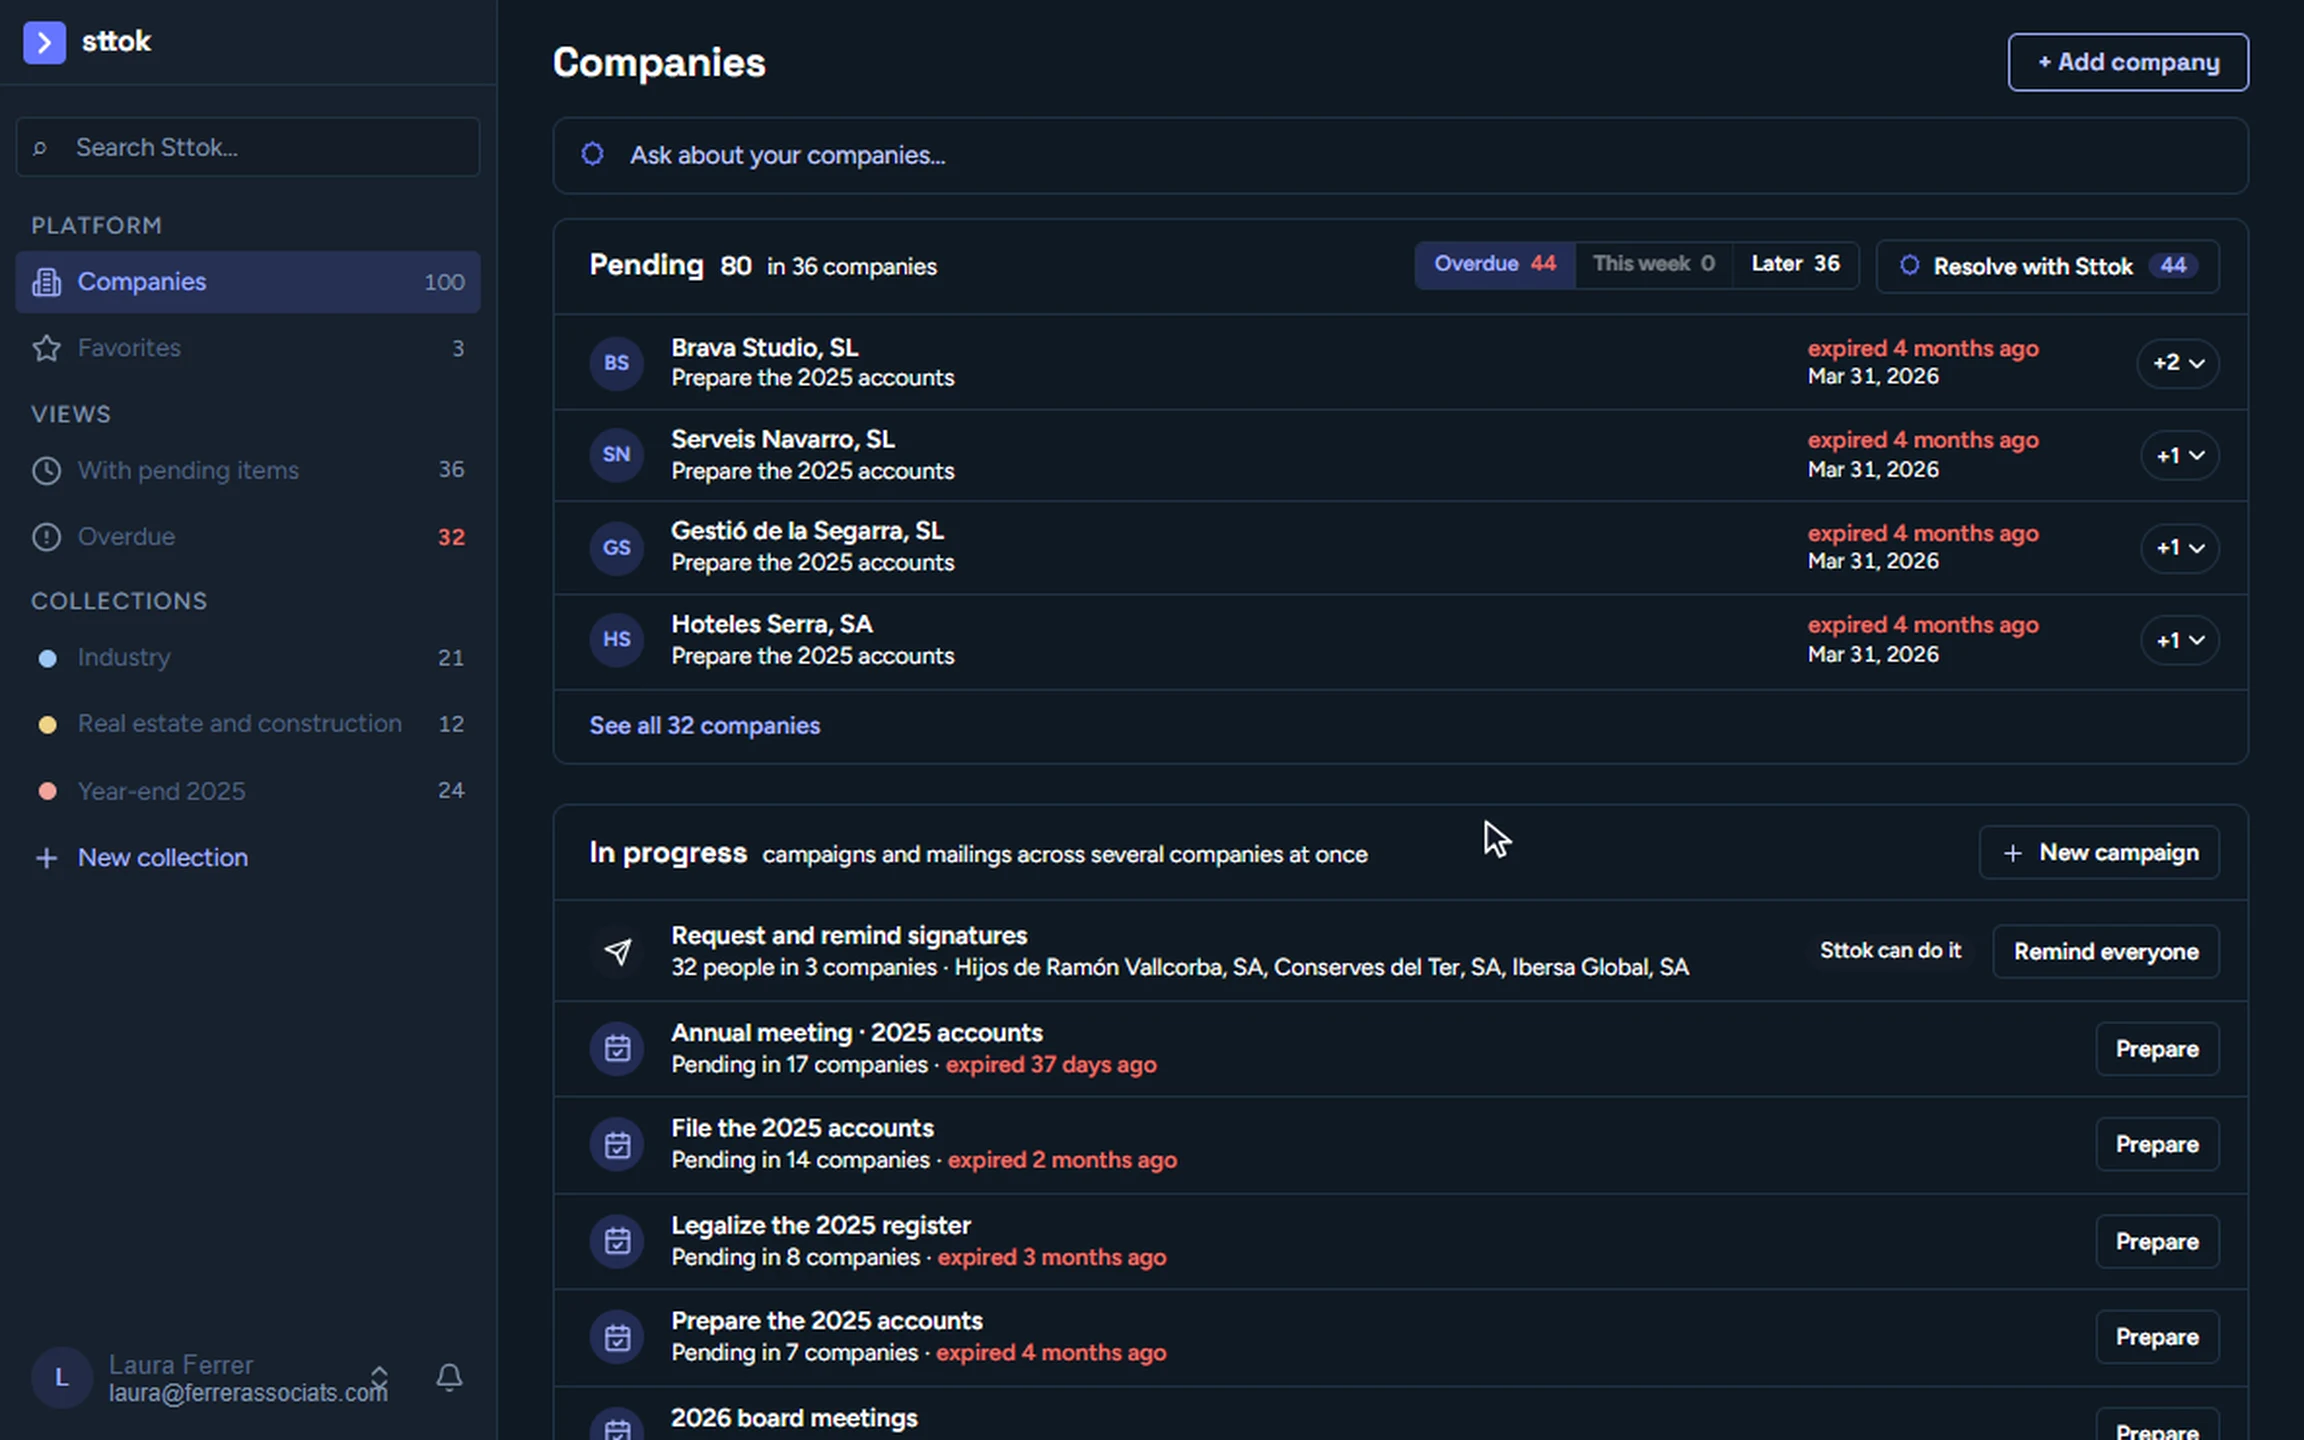 sttok
Search Sttok...
PLATFORM
Companies 100
Favorites 3
VIEWS
With pending items 36
Overdue 32
COLLECTIONS
Industry 21
Real estate and construction 12
Year-end 2025 24
+ New collection
L
Laura Ferrer
laura@ferrerassociats.com
Companies
+ Add company
Ask about your companies...
Pending 80 in 36 companies
Overdue 44
This week 0
Later 36
Resolve with Sttok 44
BS
Brava Studio, SL
Prepare the 2025 accounts
expired 4 months ago
Mar 31, 2026
+2
SN
Serveis Navarro, SL
Prepare the 2025 accounts
expired 4 months ago
Mar 31, 2026
+1
GS
Gestió de la Segarra, SL
Prepare the 2025 accounts
expired 4 months ago
Mar 31, 2026
+1
HS
Hoteles Serra, SA
Prepare the 2025 accounts
expired 4 months ago
Mar 31, 2026
+1
See all 32 companies
In progress campaigns and mailings across several companies at once
+ New campaign
Request and remind signatures
32 people in 3 companies · Hijos de Ramón Vallcorba, SA, Conserves del Ter, SA, Ibersa Global, SA
Sttok can do it
Remind everyone
Annual meeting · 2025 accounts
Pending in 17 companies · expired 37 days ago
Prepare
File the 2025 accounts
Pending in 14 companies · expired 2 months ago
Prepare
Legalize the 2025 register
Pending in 8 companies · expired 3 months ago
Prepare
Prepare the 2025 accounts
Pending in 7 companies · expired 4 months ago
Prepare
2026 board meetings
Prepare